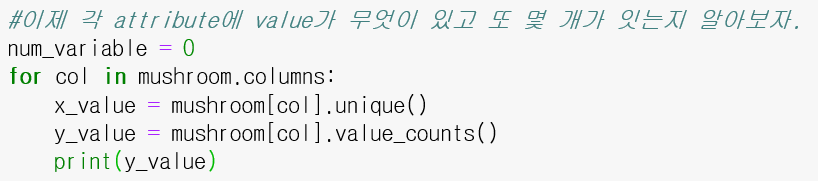 #이제 각 attribute에 value가 무엇이 있고 또 몇 개가 잇는지 알아보자.
num_variable = 0
for col in mushroom.columns:
    x_value = mushroom[col].unique()
    y_value = mushroom[col].value_counts()
    print(y_value)